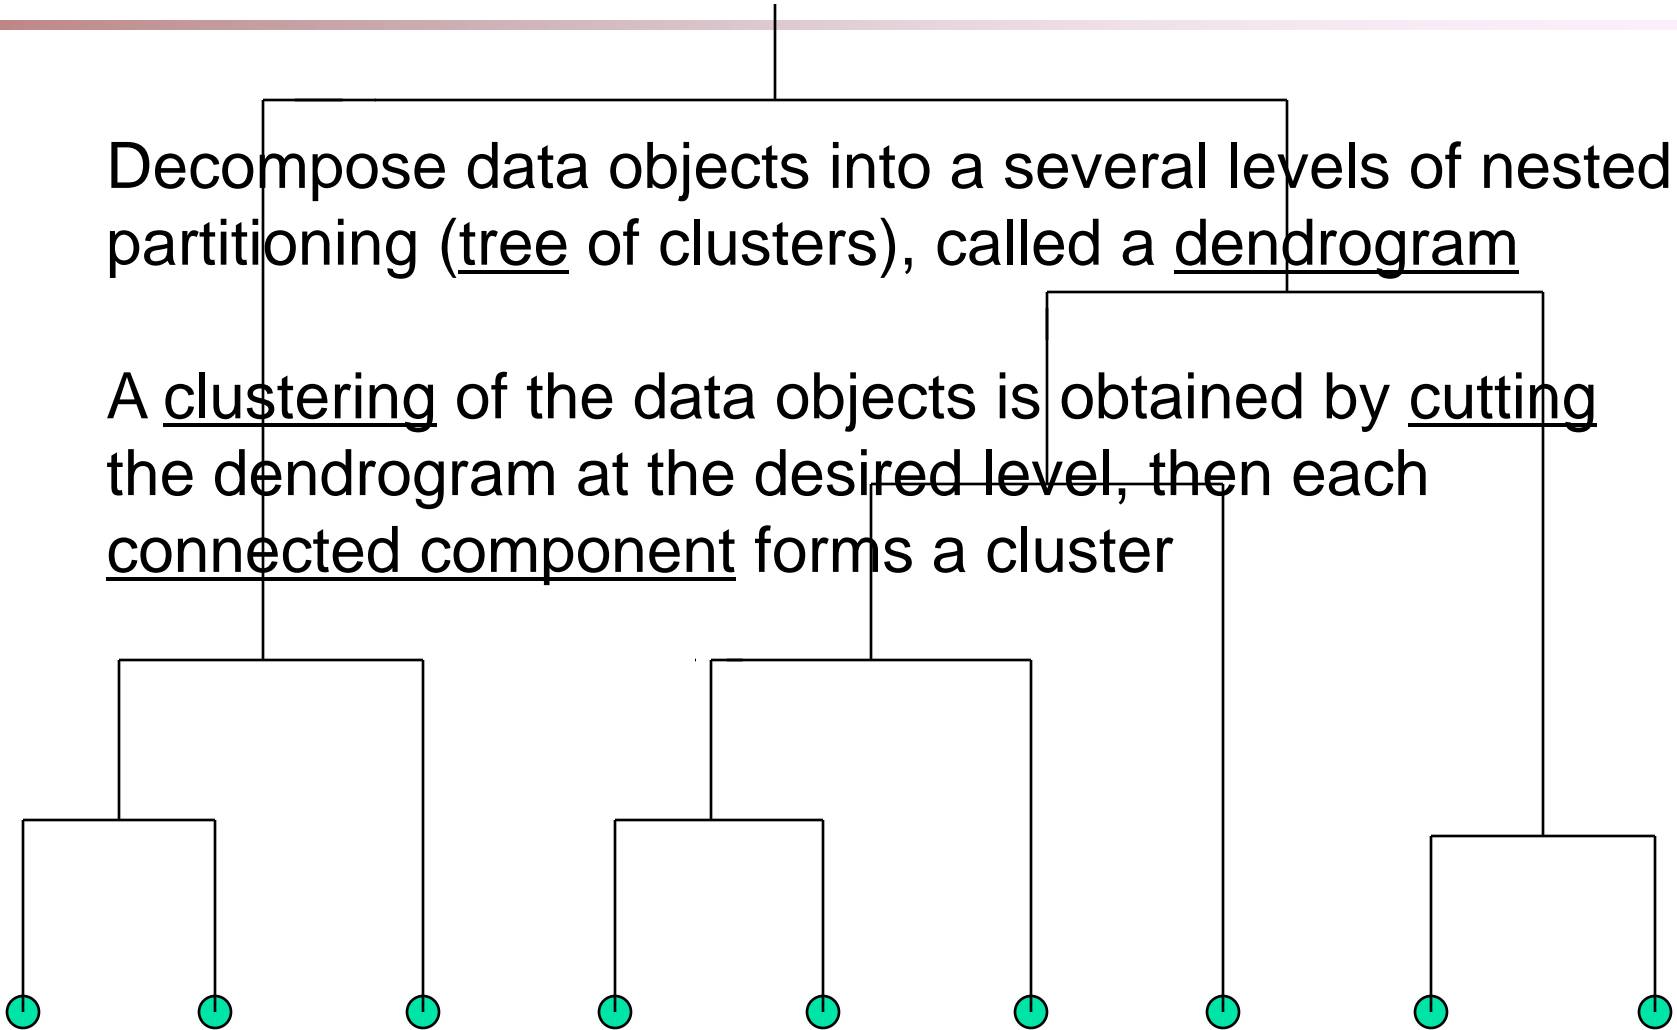 Decompose data objects into a several levels of nested
partitioning (tree of clusters), called a dendrogram
A clustering of the data objects is obtained by cutting
the dendrogram at the desired level, then each
connected component forms a cluster